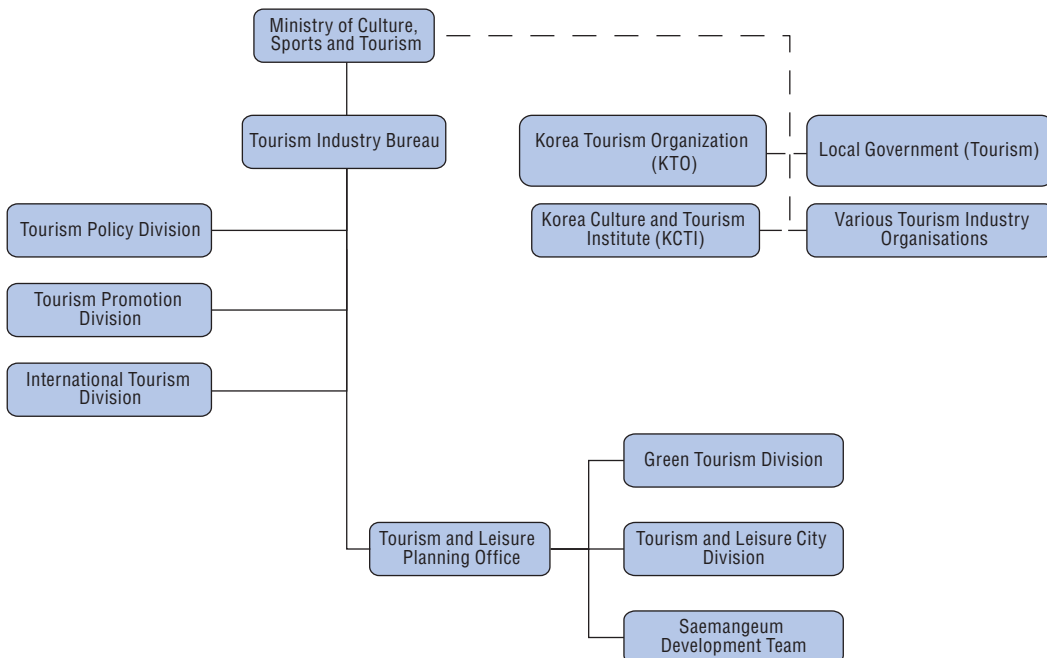 Ministry of Culture,
Sports and Tourism
Tourism Industry Bureau
Korea Tourism Organization
(KTO)
Local Government (Tourism)
Korea Culture and Tourism
Institute (KCTI)
Various Tourism Industry
Organisations
Tourism Policy Division
Tourism Promotion
Division
International Tourism
Division
Tourism and Leisure
Planning Office
Green Tourism Division
Tourism and Leisure City
Division
Saemangeum
Development Team